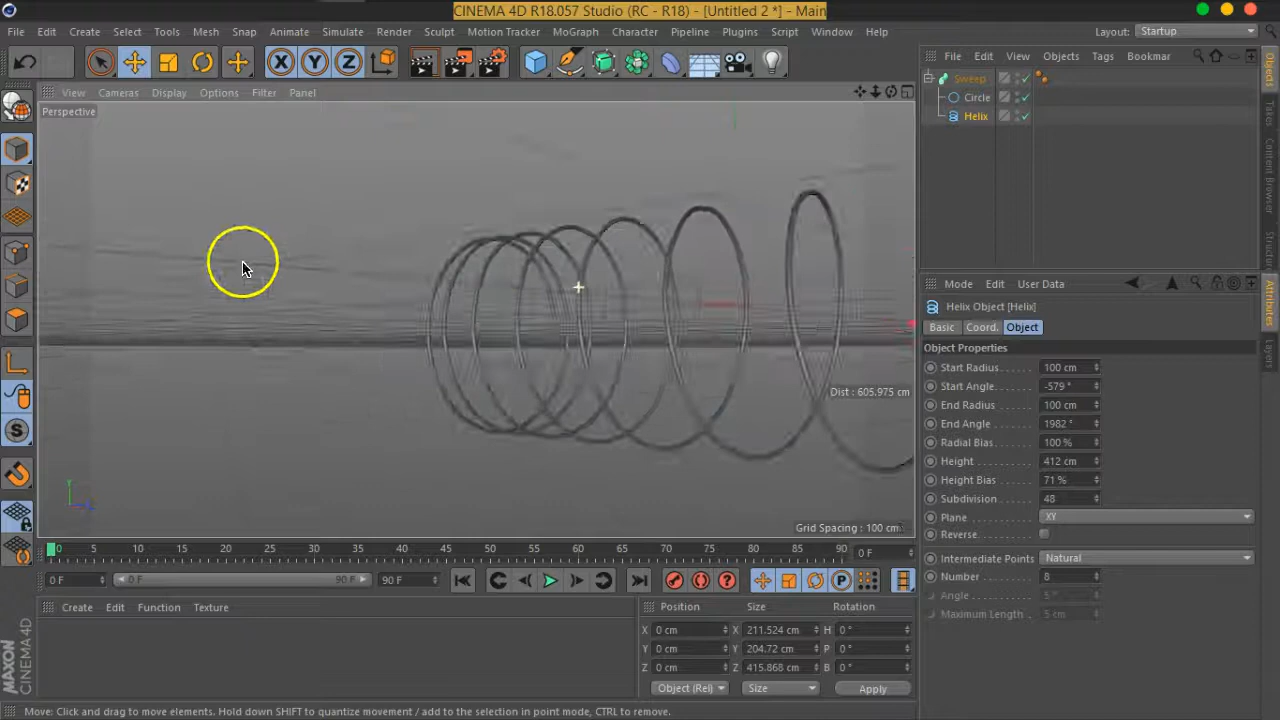 CINEMA 4D R18.057 Studio (RC - R18) - [Untitled 2 *] - Main
File Edit Create Select Tools Mesh Snap Animate Simulate Render Sculpt Motion Tracker MoGraph Character Pipeline Plugins Script Window Help Layout: Startup
X Y Z
File Edit View Objects Tags Bookmar
View Cameras Display Options Filter Panel
Perspective
Sweep
Circle
Helix
Objects
Takes
Content Browser
Structure
Mode Edit User Data
Attributes
Helix Object [Helix]
Basic Coord. Object
Object Properties
Start Radius 100 cm
Start Angle -579 °
End Radius 100 cm
End Angle 1982 °
Radial Bias 100 %
Height 412 cm
Height Bias 71 %
Subdivision 48
Plane XY
Reverse
Intermediate Points Natural
Number 8
Angle 5 °
Maximum Length 5 cm
Dist : 605.975 cm
Y
Grid Spacing : 100 cm
0 5 10 15 20 25 30 35 40 45 50 55 60 65 70 75 80 85 90 0 F
0 F 0 F 90 F 90 F
P
Create Edit Function Texture
Position Size Rotation
X 0 cm X 211.524 cm H 0 °
Y 0 cm Y 204.72 cm P 0 °
Z 0 cm Z 415.868 cm B 0 °
Object (Rel) Size Apply
MAXON CINEMA 4D
Move: Click and drag to move elements. Hold down SHIFT to quantize movement / add to the selection in point mode, CTRL to remove.